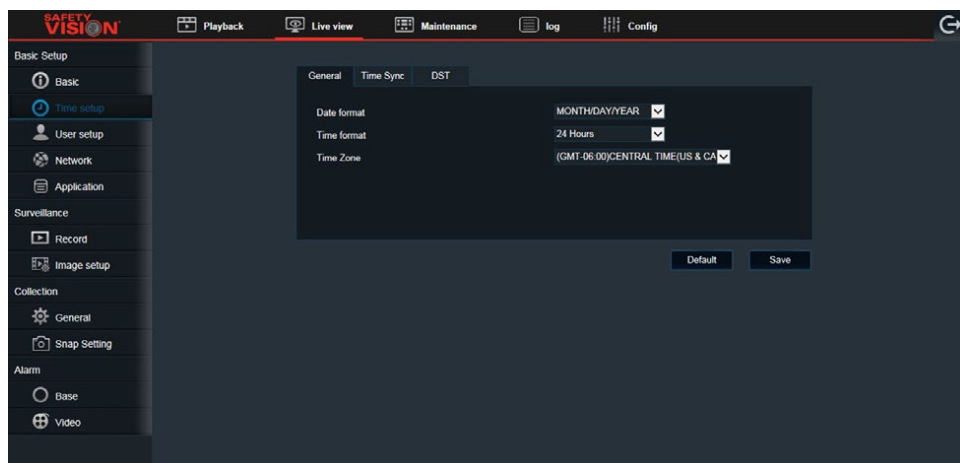 SAFETY
VISION
Playback
Live view
Maintenance
log
Config
Basic Setup
Basic
Time setup
User setup
Network
Application
Surveillance
Record
Image setup
Collection
General
Snap Setting
Alarm
Base
Video
General Time Sync DST
Date format MONTH/DAY/YEAR
Time format 24 Hours
Time Zone (GMT-06:00)CENTRAL TIME(US & CA
Default Save